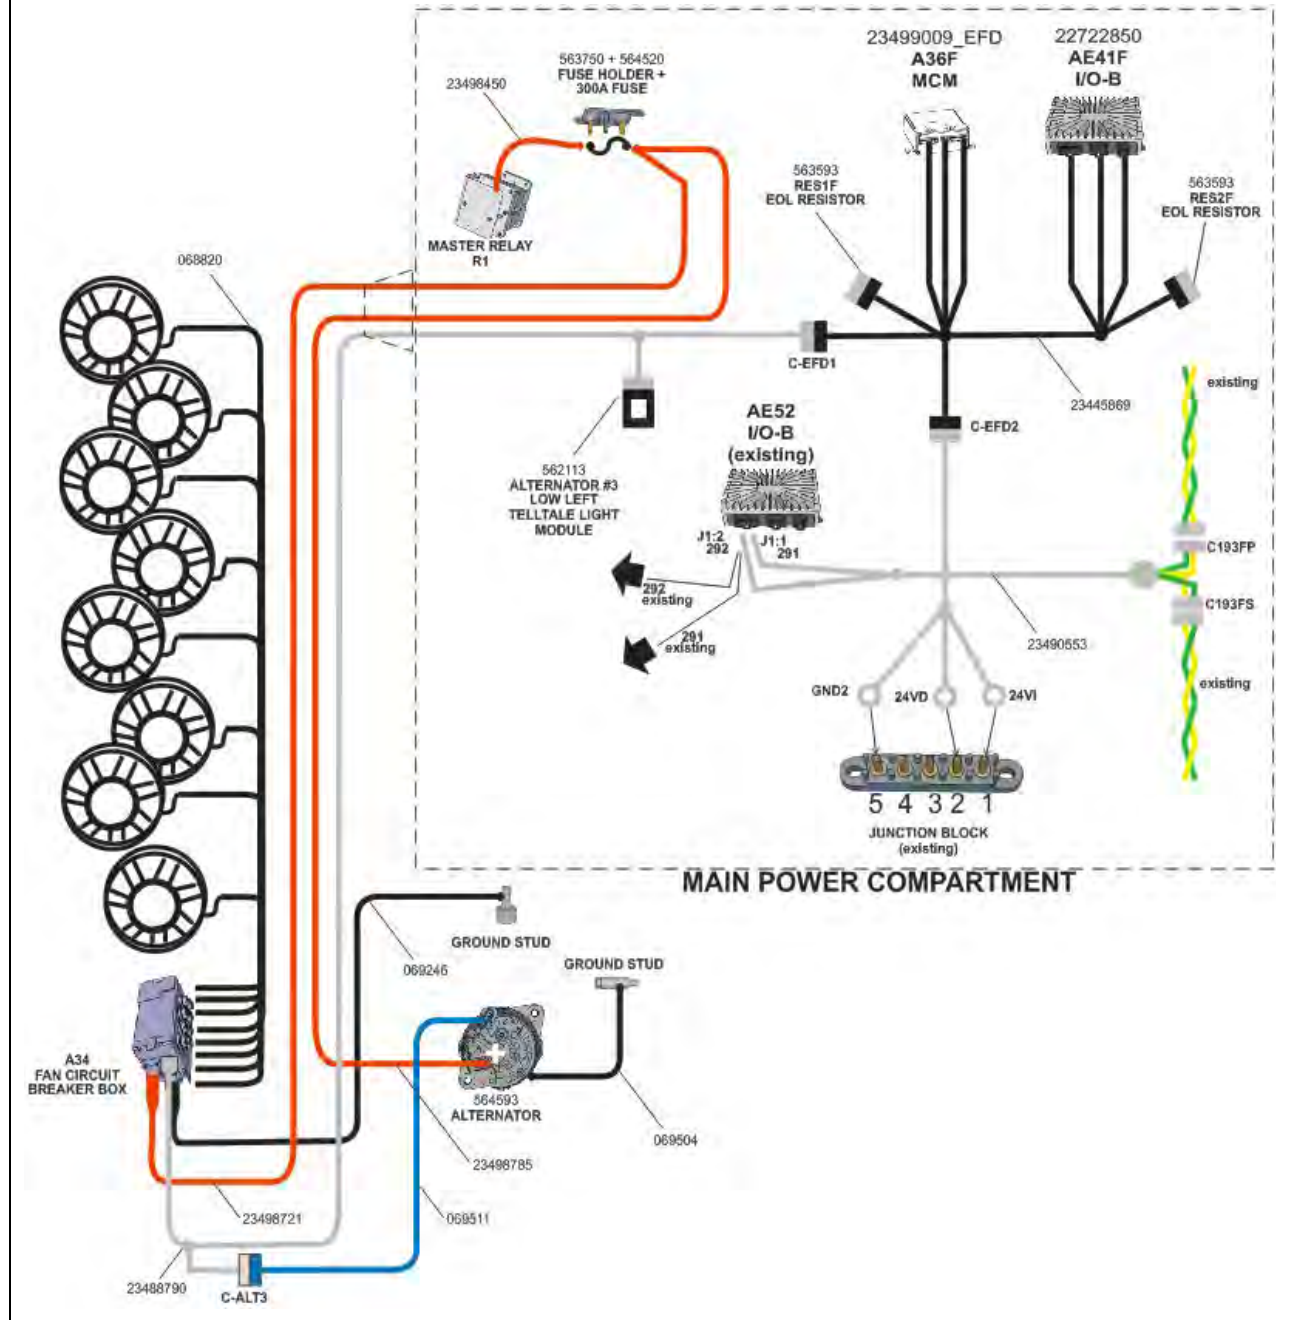 23499009_EFD
A36F
MCM
22722850
AE41F
I/O-B
563750 + 564520
FUSE HOLDER +
300A FUSE
23498450
563593
RES1F
EOL RESISTOR
563593
RES2F
EOL RESISTOR
MASTER RELAY
R1
068820
C-EFD1
23445869
existing
C-EFD2
AE52
I/O-B
(existing)
562113
ALTERNATOR #3
LOW LEFT
TELLTALE LIGHT
MODULE
J1:2
292
J1:1
291
C193FP
292
existing
C193FS
291
existing
23490553
existing
GND2
24VD
24VI
5 4 3 2 1
JUNCTION BLOCK
(existing)
MAIN POWER COMPARTMENT
GROUND STUD
069246
GROUND STUD
A34
FAN CIRCUIT
BREAKER BOX
564593
ALTERNATOR
069504
23498785
23498721
069511
23488790
C-ALT3